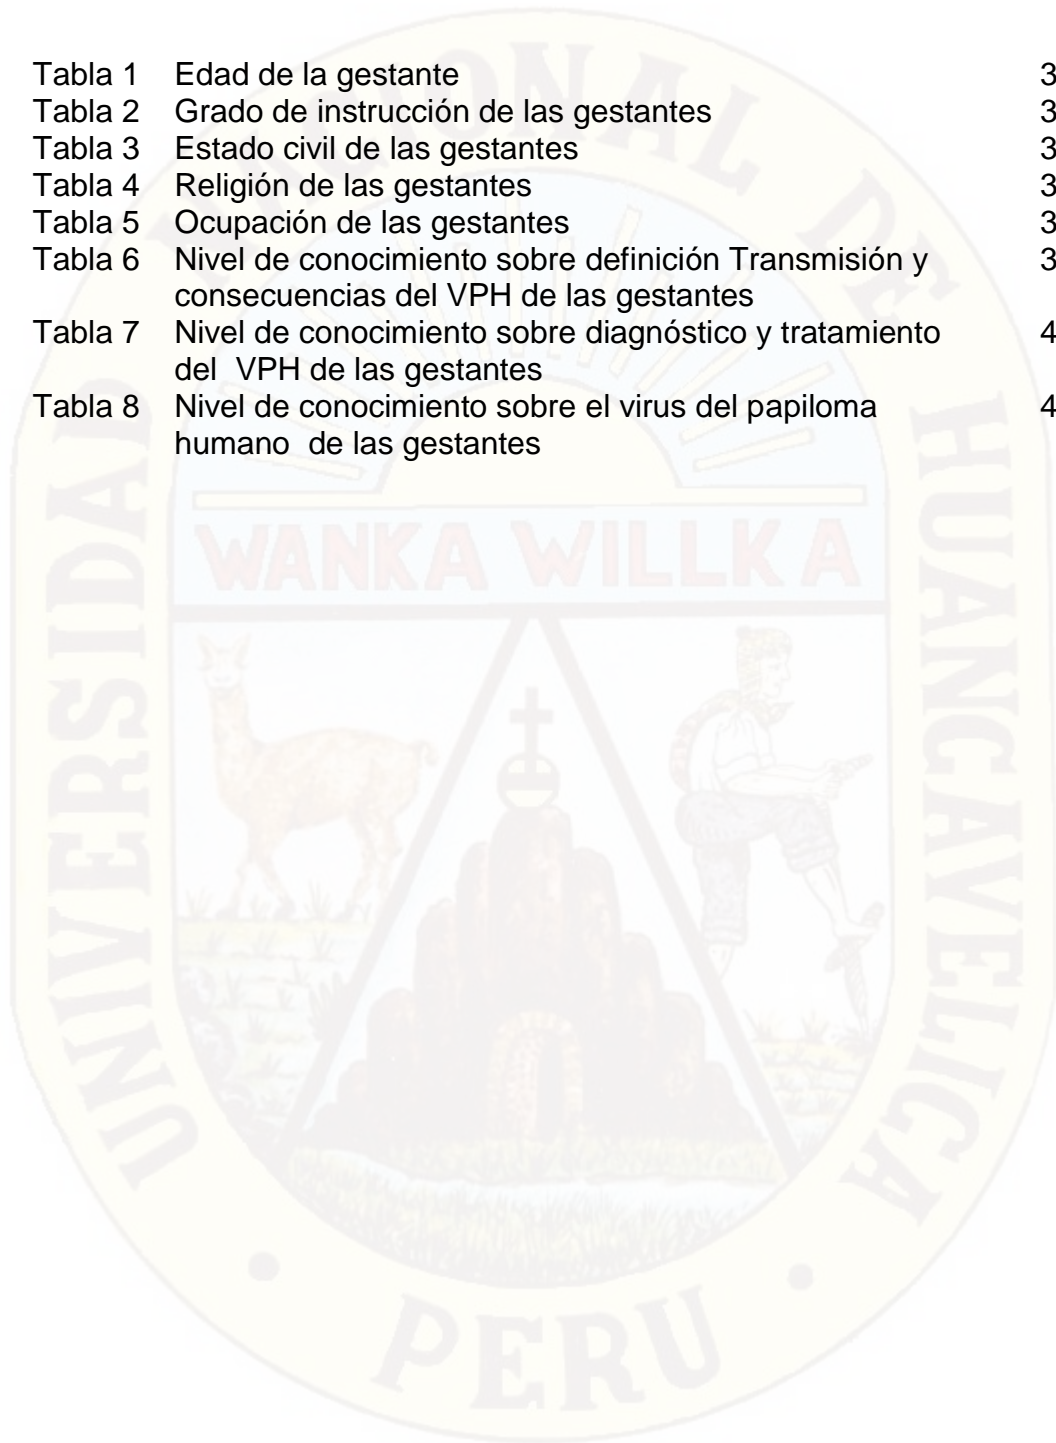 Tabla 1 Edad de la gestante 3
Tabla 2 Grado de instrucción de las gestantes 3
Tabla 3 Estado civil de las gestantes 3
Tabla 4 Religión de las gestantes 3
Tabla 5 Ocupación de las gestantes 3
Tabla 6 Nivel de conocimiento sobre definición Transmisión y 3
consecuencias del VPH de las gestantes
Tabla 7 Nivel de conocimiento sobre diagnóstico y tratamiento 4
del VPH de las gestantes
Tabla 8 Nivel de conocimiento sobre el virus del papiloma 4
humano de las gestantes
UNIVERSIDAD NACIONAL DE HUANCAVELICA
WANKA WILLKA
PERU